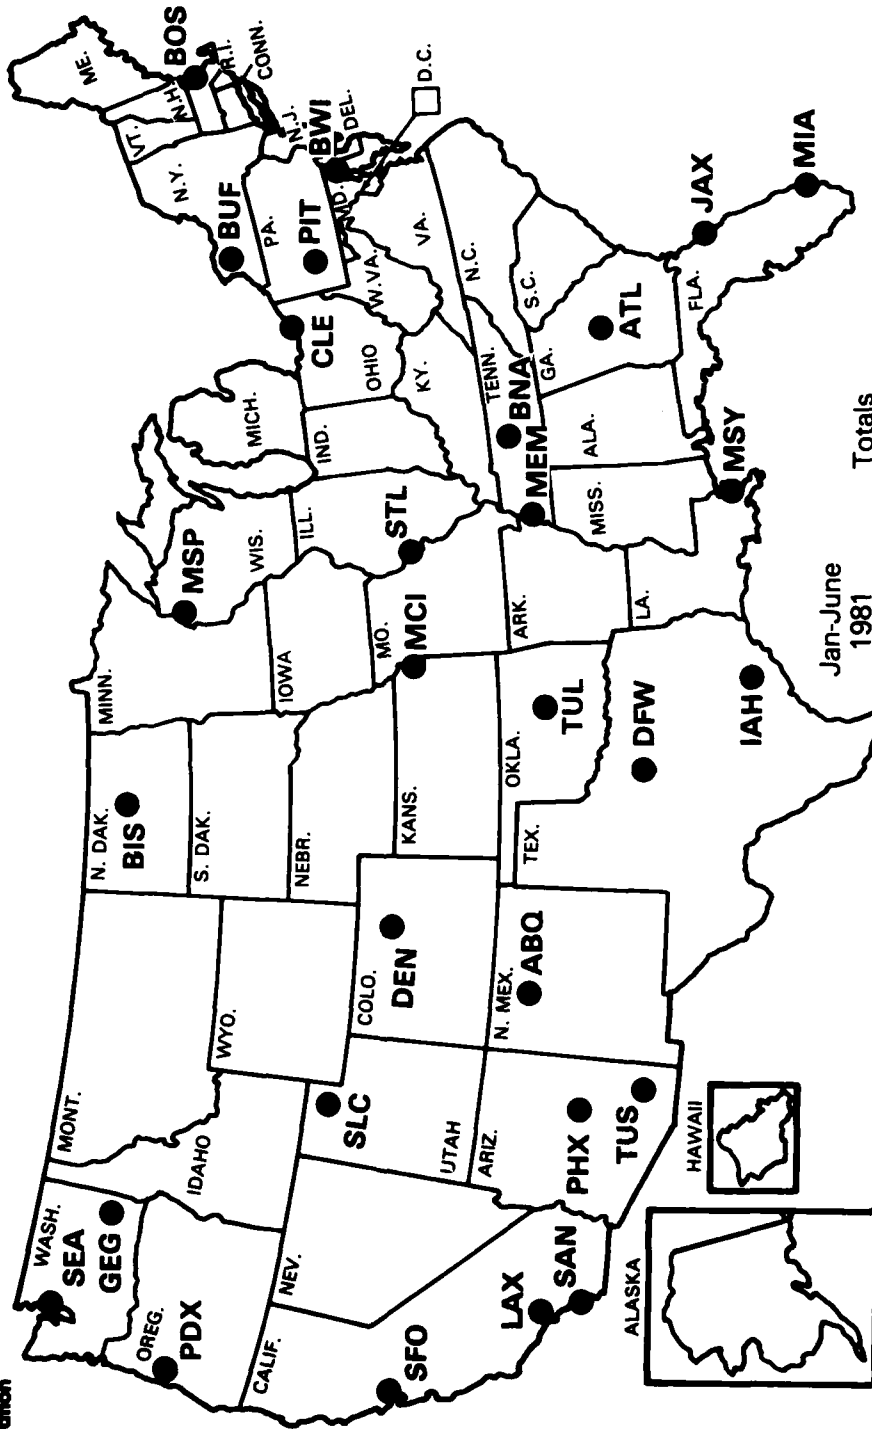 ution
WASH.
SEA
GEG
OREG.
PDX
CALIF.
SFO
LAX
SAN
NEV.
IDAHO
MONT.
WYO.
UTAH
SLC
ARIZ.
PHX
TUS
COLO.
DEN
N. MEX.
ABQ
N. DAK.
BIS
S. DAK.
NEBR.
KANS.
OKLA.
TUL
TEX.
DFW
IAH
MINN.
MSP
IOWA
MO.
MCI
STL
ARK.
LA.
MSY
WIS.
ILL.
MICH.
IND.
OHIO
CLE
KY.
TENN.
BNA
MEM
MISS.
ALA.
GA.
ATL
FLA.
JAX
MIA
S.C.
N.C.
VA.
W.VA.
MD.
BWI
DEL.
D.C.
PA.
PIT
N.J.
N.Y.
BUF
VT.
N.H.
ME.
BOS
R.I.
CONN.
ALASKA
HAWAII
Jan-June
1981
Totals